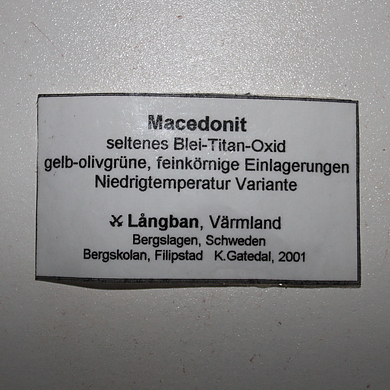 Macedonit
seltenes Blei-Titan-Oxid
gelb-olivgrüne, feinkörnige Einlagerungen
Niedrigtemperatur Variante
⚒ Långban, Värmland
Bergslagen, Schweden
Bergskolan, Filipstad K.Gatedal, 2001